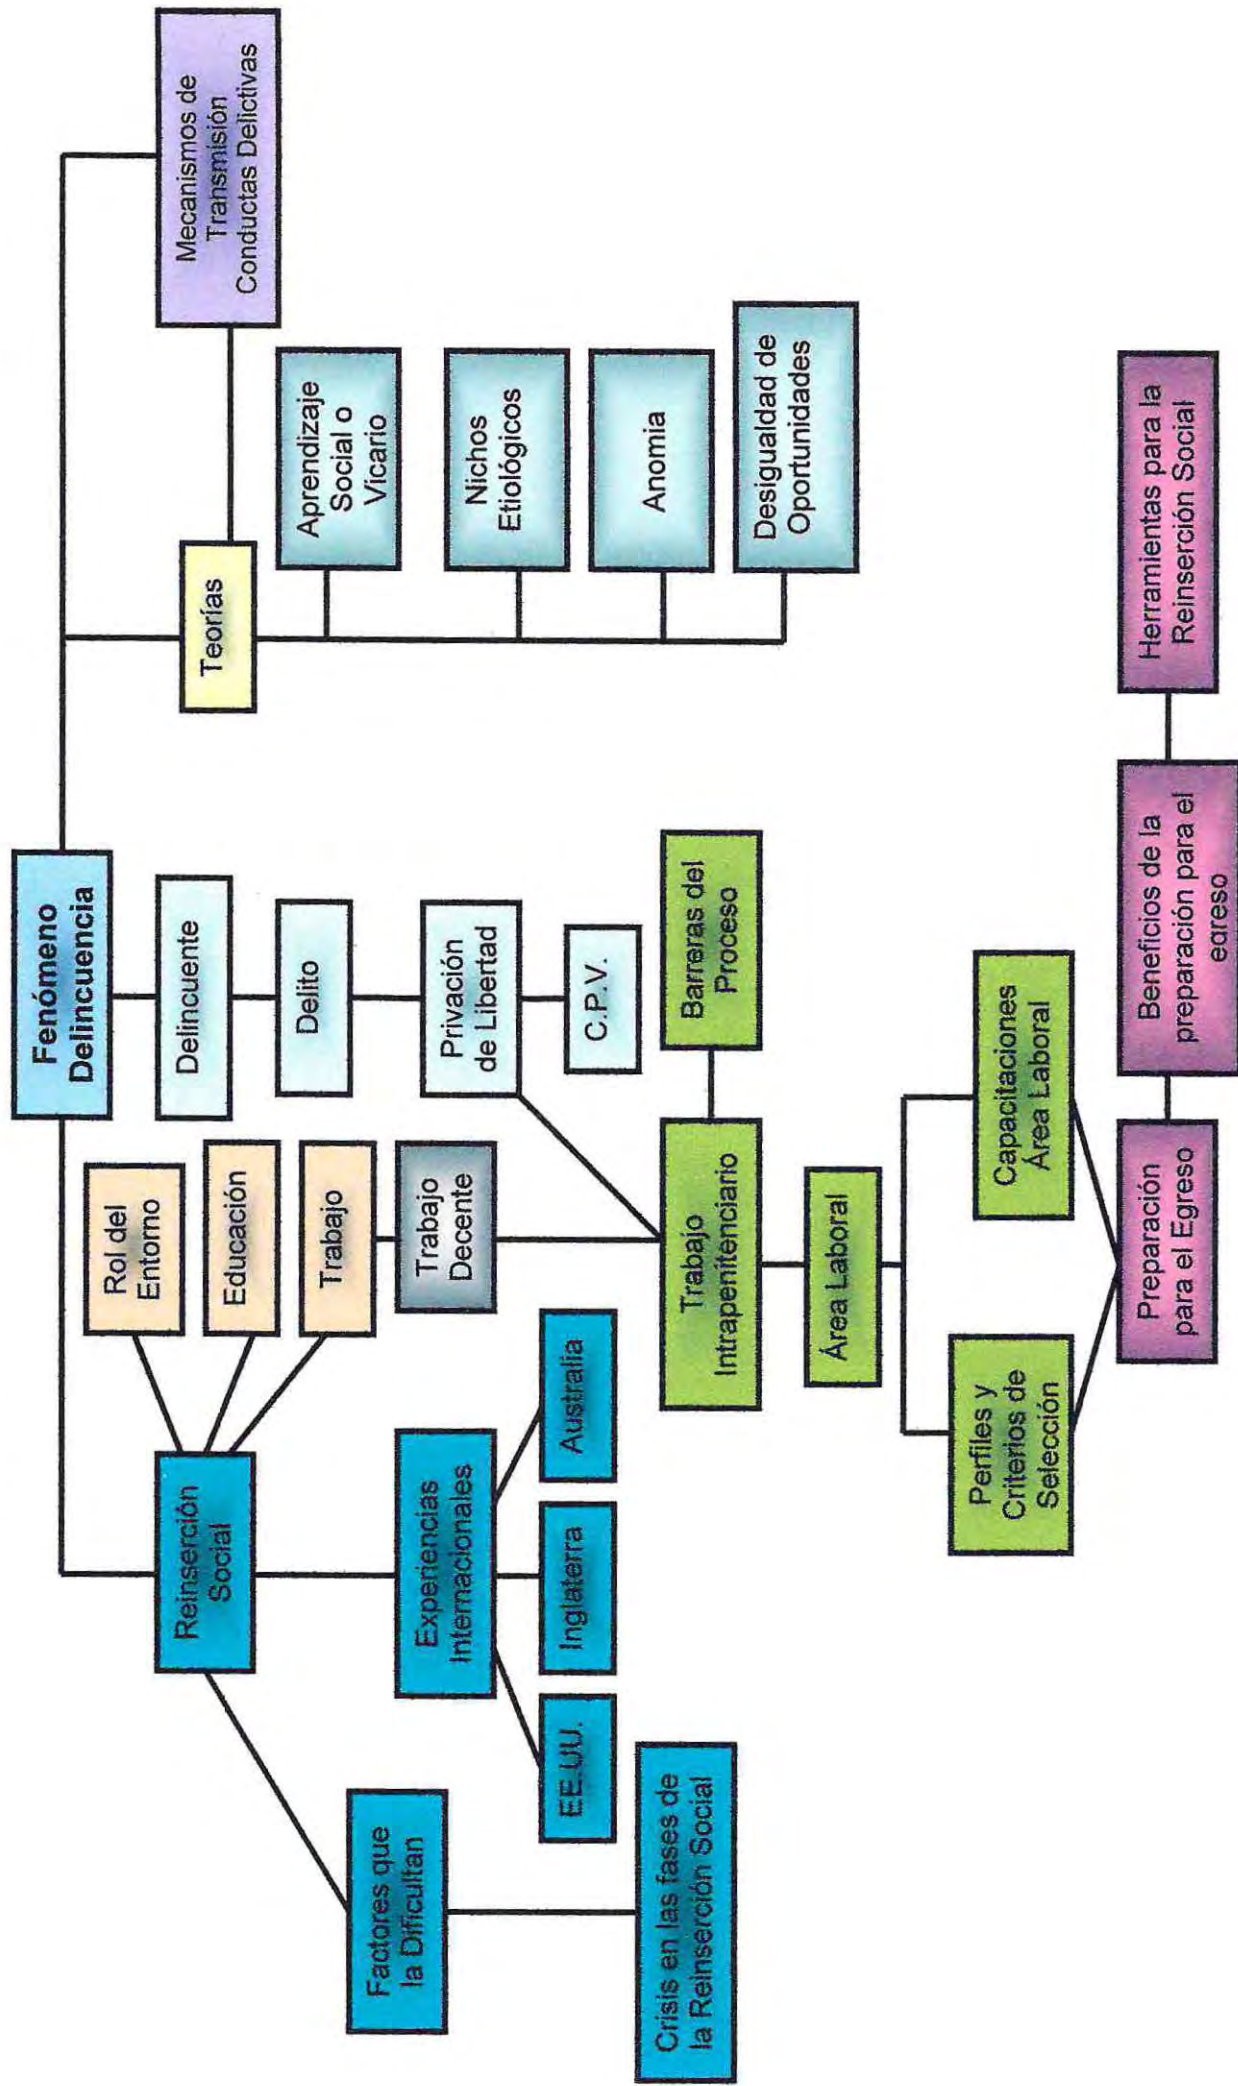 Fenómeno
Delincuencia
Reinserción
Social
Rol del
Entorno
Educación
Trabajo
Trabajo
Decente
Factores que
la Dificultan
Crisis en las fases de
la Reinserción Social
Experiencias
Internacionales
EE.UU.
Inglaterra
Australia
Delincuente
Delito
Privación
de Libertad
C.P.V.
Trabajo
Intrapenitenciario
Barreras del
Proceso
Área Laboral
Perfiles y
Criterios de
Selección
Capacitaciones
Área Laboral
Preparación
para el Egreso
Beneficios de la
preparación para el
egreso
Herramientas para la
Reinserción Social
Teorías
Aprendizaje
Social o
Vicario
Nichos
Etiológicos
Anomia
Desigualdad de
Oportunidades
Mecanismos de
Transmisión
Conductas Delictivas